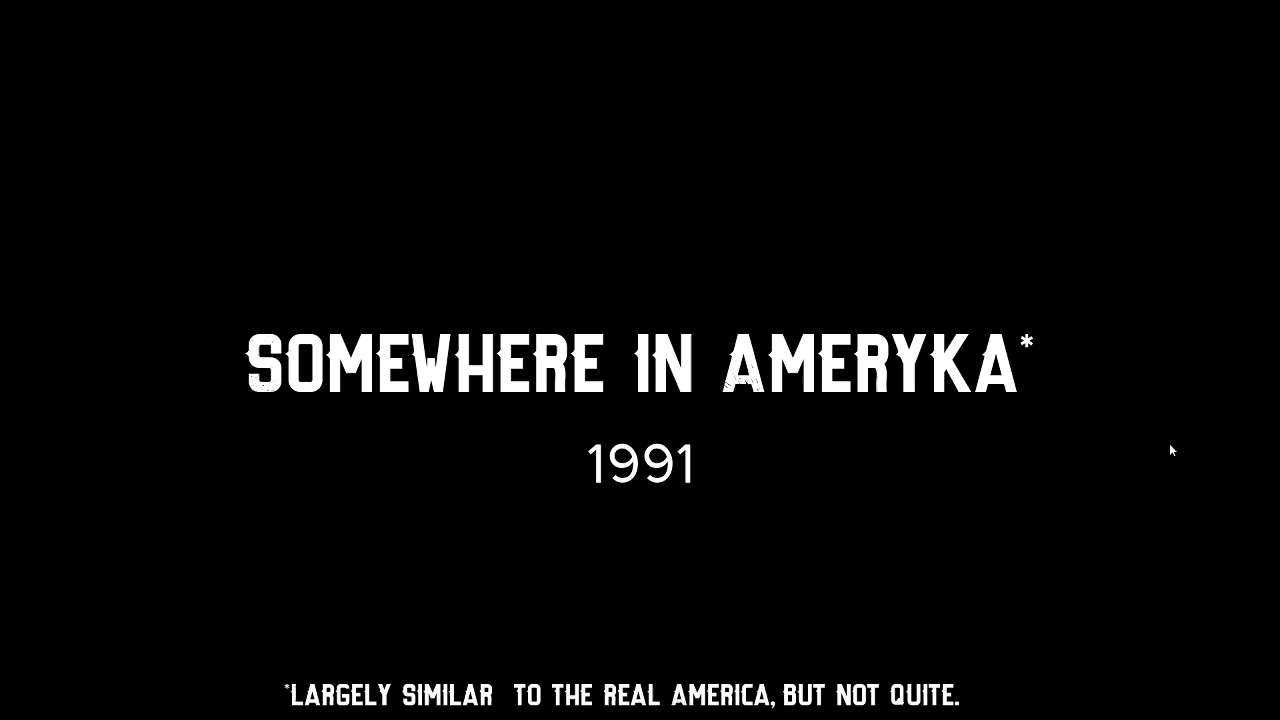 SOMEWHERE IN AMERYKA*
1991
*LARGELY SIMILAR TO THE REAL AMERICA, BUT NOT QUITE.